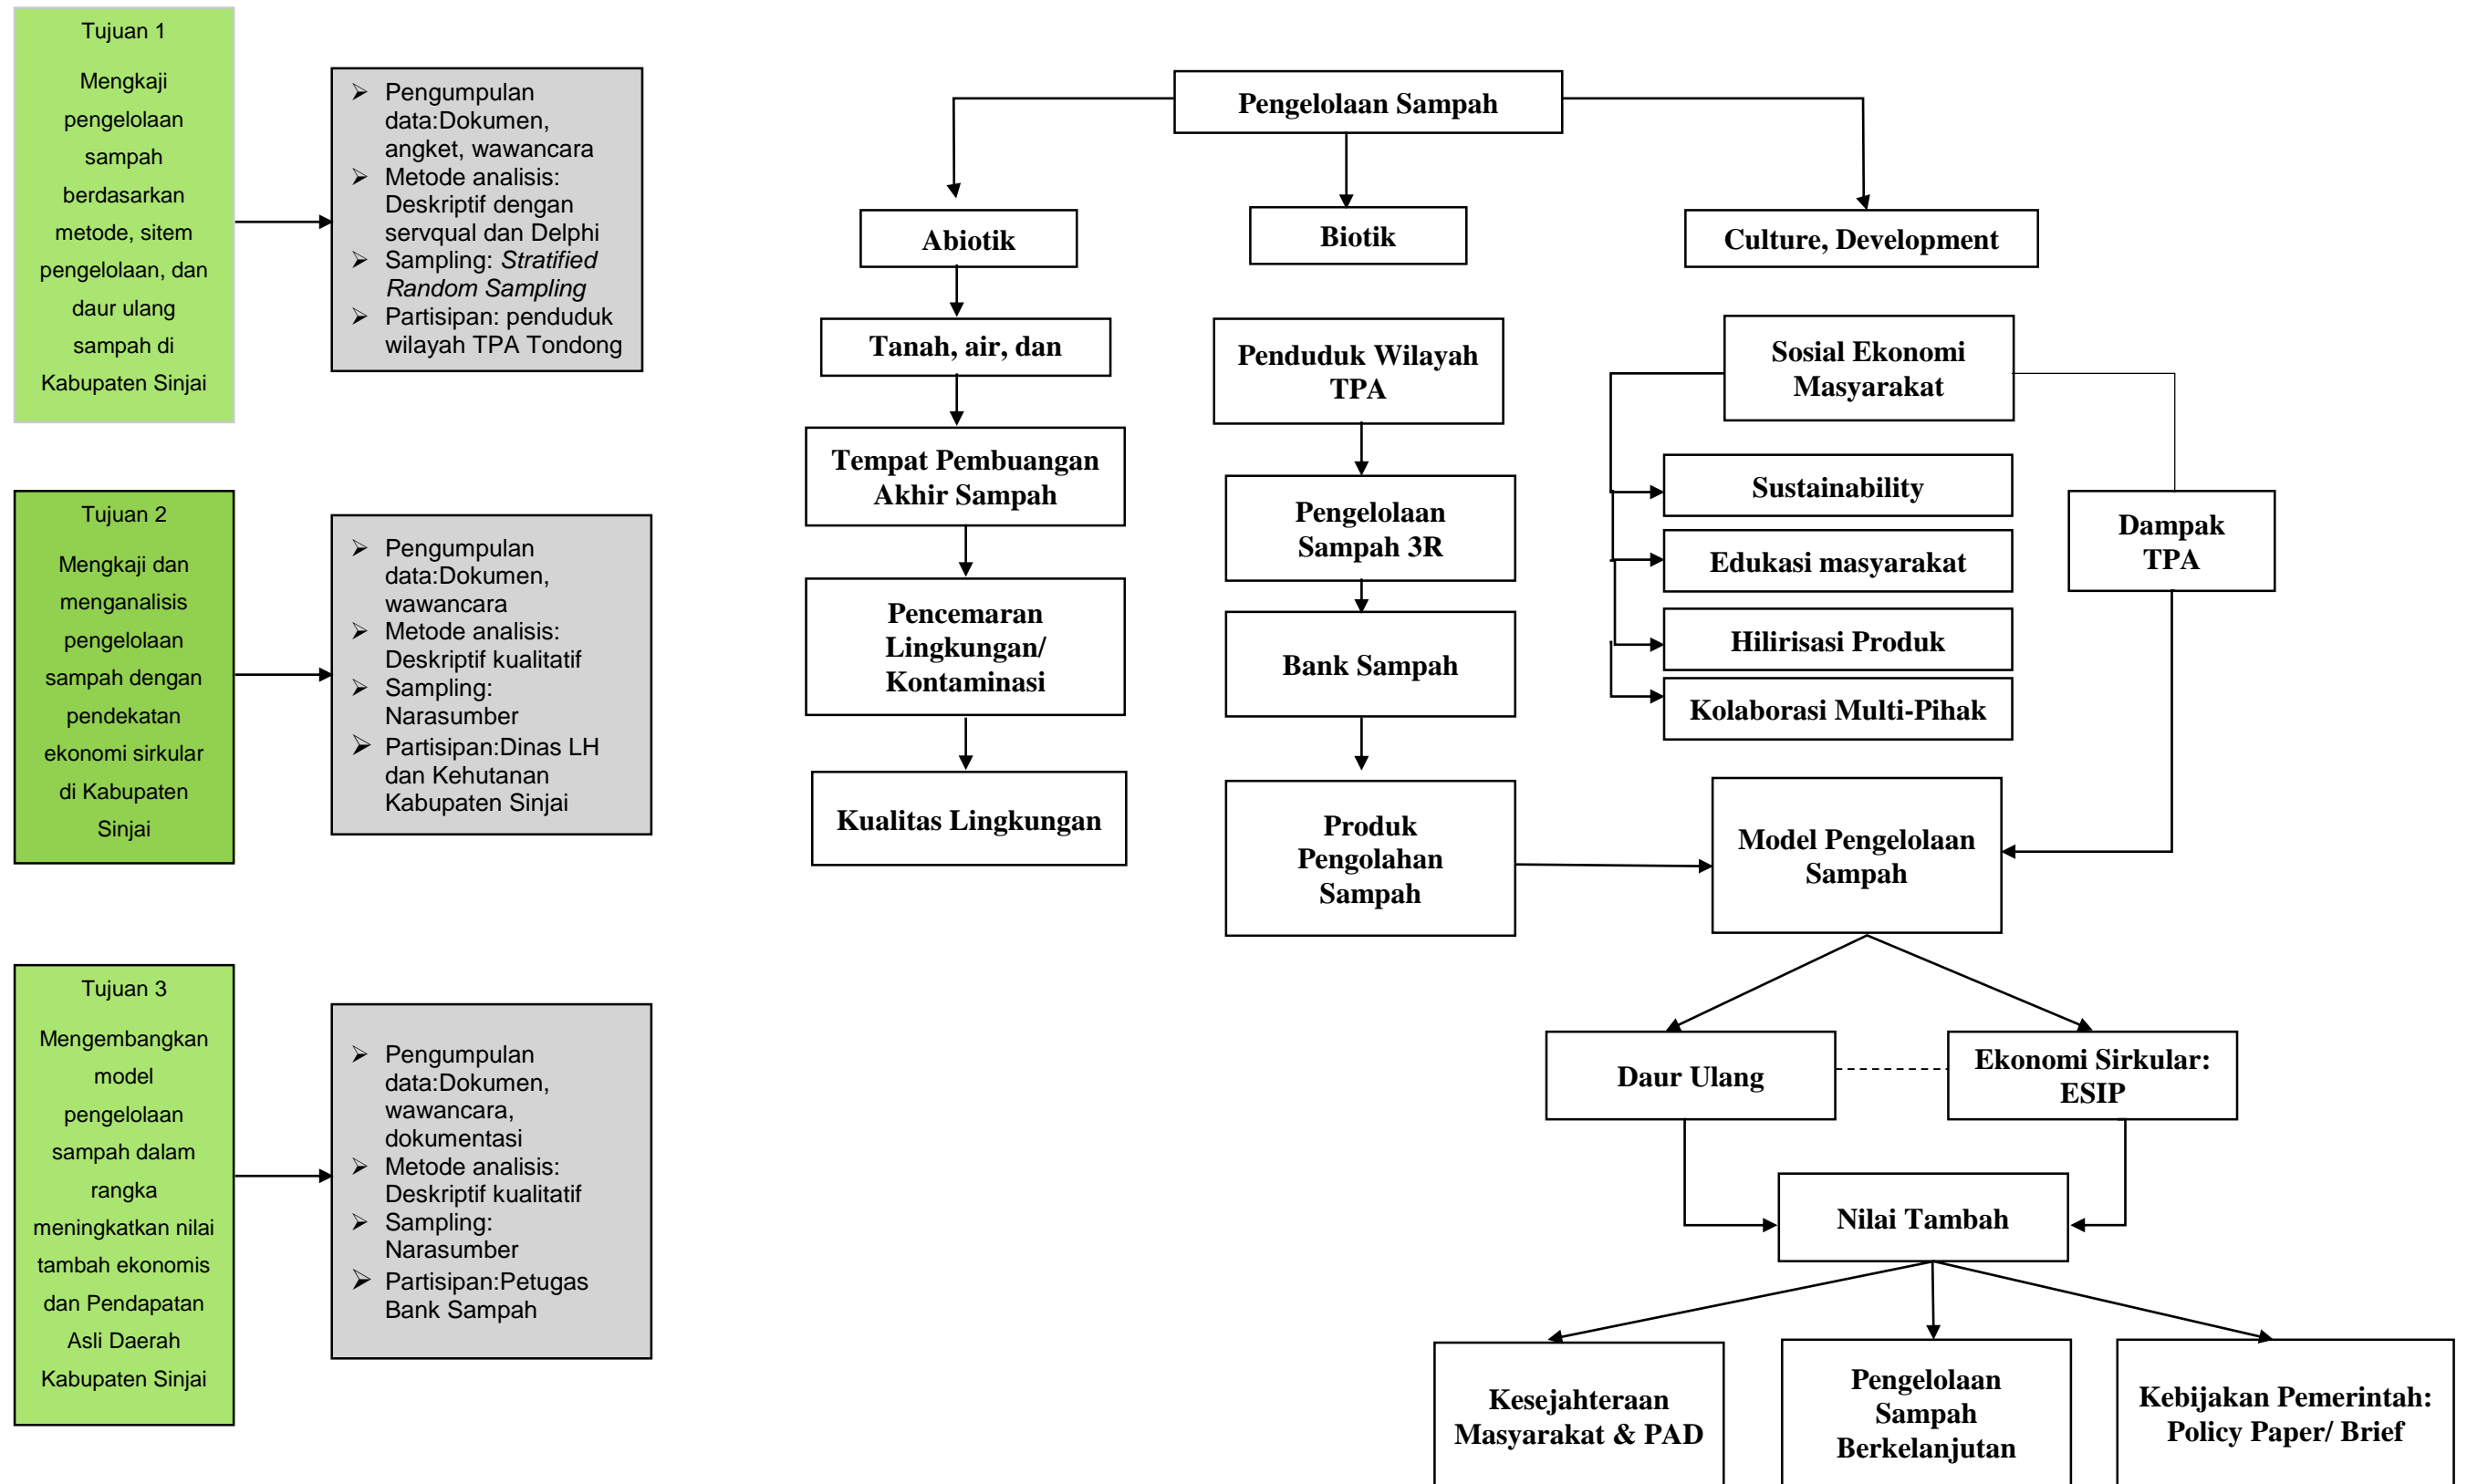 Tujuan 1
Mengkaji
pengelolaan
sampah
berdasarkan
metode, sitem
pengelolaan, dan
daur ulang
sampah di
Kabupaten Sinjai
➢ Pengumpulan
data:Dokumen,
angket, wawancara
➢ Metode analisis:
Deskriptif dengan
servqual dan Delphi
➢ Sampling: Stratified
Random Sampling
➢ Partisipan: penduduk
wilayah TPA Tondong
Tujuan 2
Mengkaji dan
menganalisis
pengelolaan
sampah dengan
pendekatan
ekonomi sirkular
di Kabupaten
Sinjai
➢ Pengumpulan
data:Dokumen,
wawancara
➢ Metode analisis:
Deskriptif kualitatif
➢ Sampling:
Narasumber
➢ Partisipan:Dinas LH
dan Kehutanan
Kabupaten Sinjai
Tujuan 3
Mengembangkan
model
pengelolaan
sampah dalam
rangka
meningkatkan nilai
tambah ekonomis
dan Pendapatan
Asli Daerah
Kabupaten Sinjai
➢ Pengumpulan
data:Dokumen,
wawancara,
dokumentasi
➢ Metode analisis:
Deskriptif kualitatif
➢ Sampling:
Narasumber
➢ Partisipan:Petugas
Bank Sampah
Pengelolaan Sampah
Abiotik
Biotik
Culture, Development
Tanah, air, dan
Tempat Pembuangan
Akhir Sampah
Pencemaran
Lingkungan/
Kontaminasi
Kualitas Lingkungan
Penduduk Wilayah
TPA
Pengelolaan
Sampah 3R
Bank Sampah
Produk
Pengolahan
Sampah
Sosial Ekonomi
Masyarakat
Sustainability
Edukasi masyarakat
Hilirisasi Produk
Kolaborasi Multi-Pihak
Dampak
TPA
Model Pengelolaan
Sampah
Daur Ulang
Ekonomi Sirkular:
ESIP
Nilai Tambah
Kesejahteraan
Masyarakat & PAD
Pengelolaan
Sampah
Berkelanjutan
Kebijakan Pemerintah:
Policy Paper/ Brief